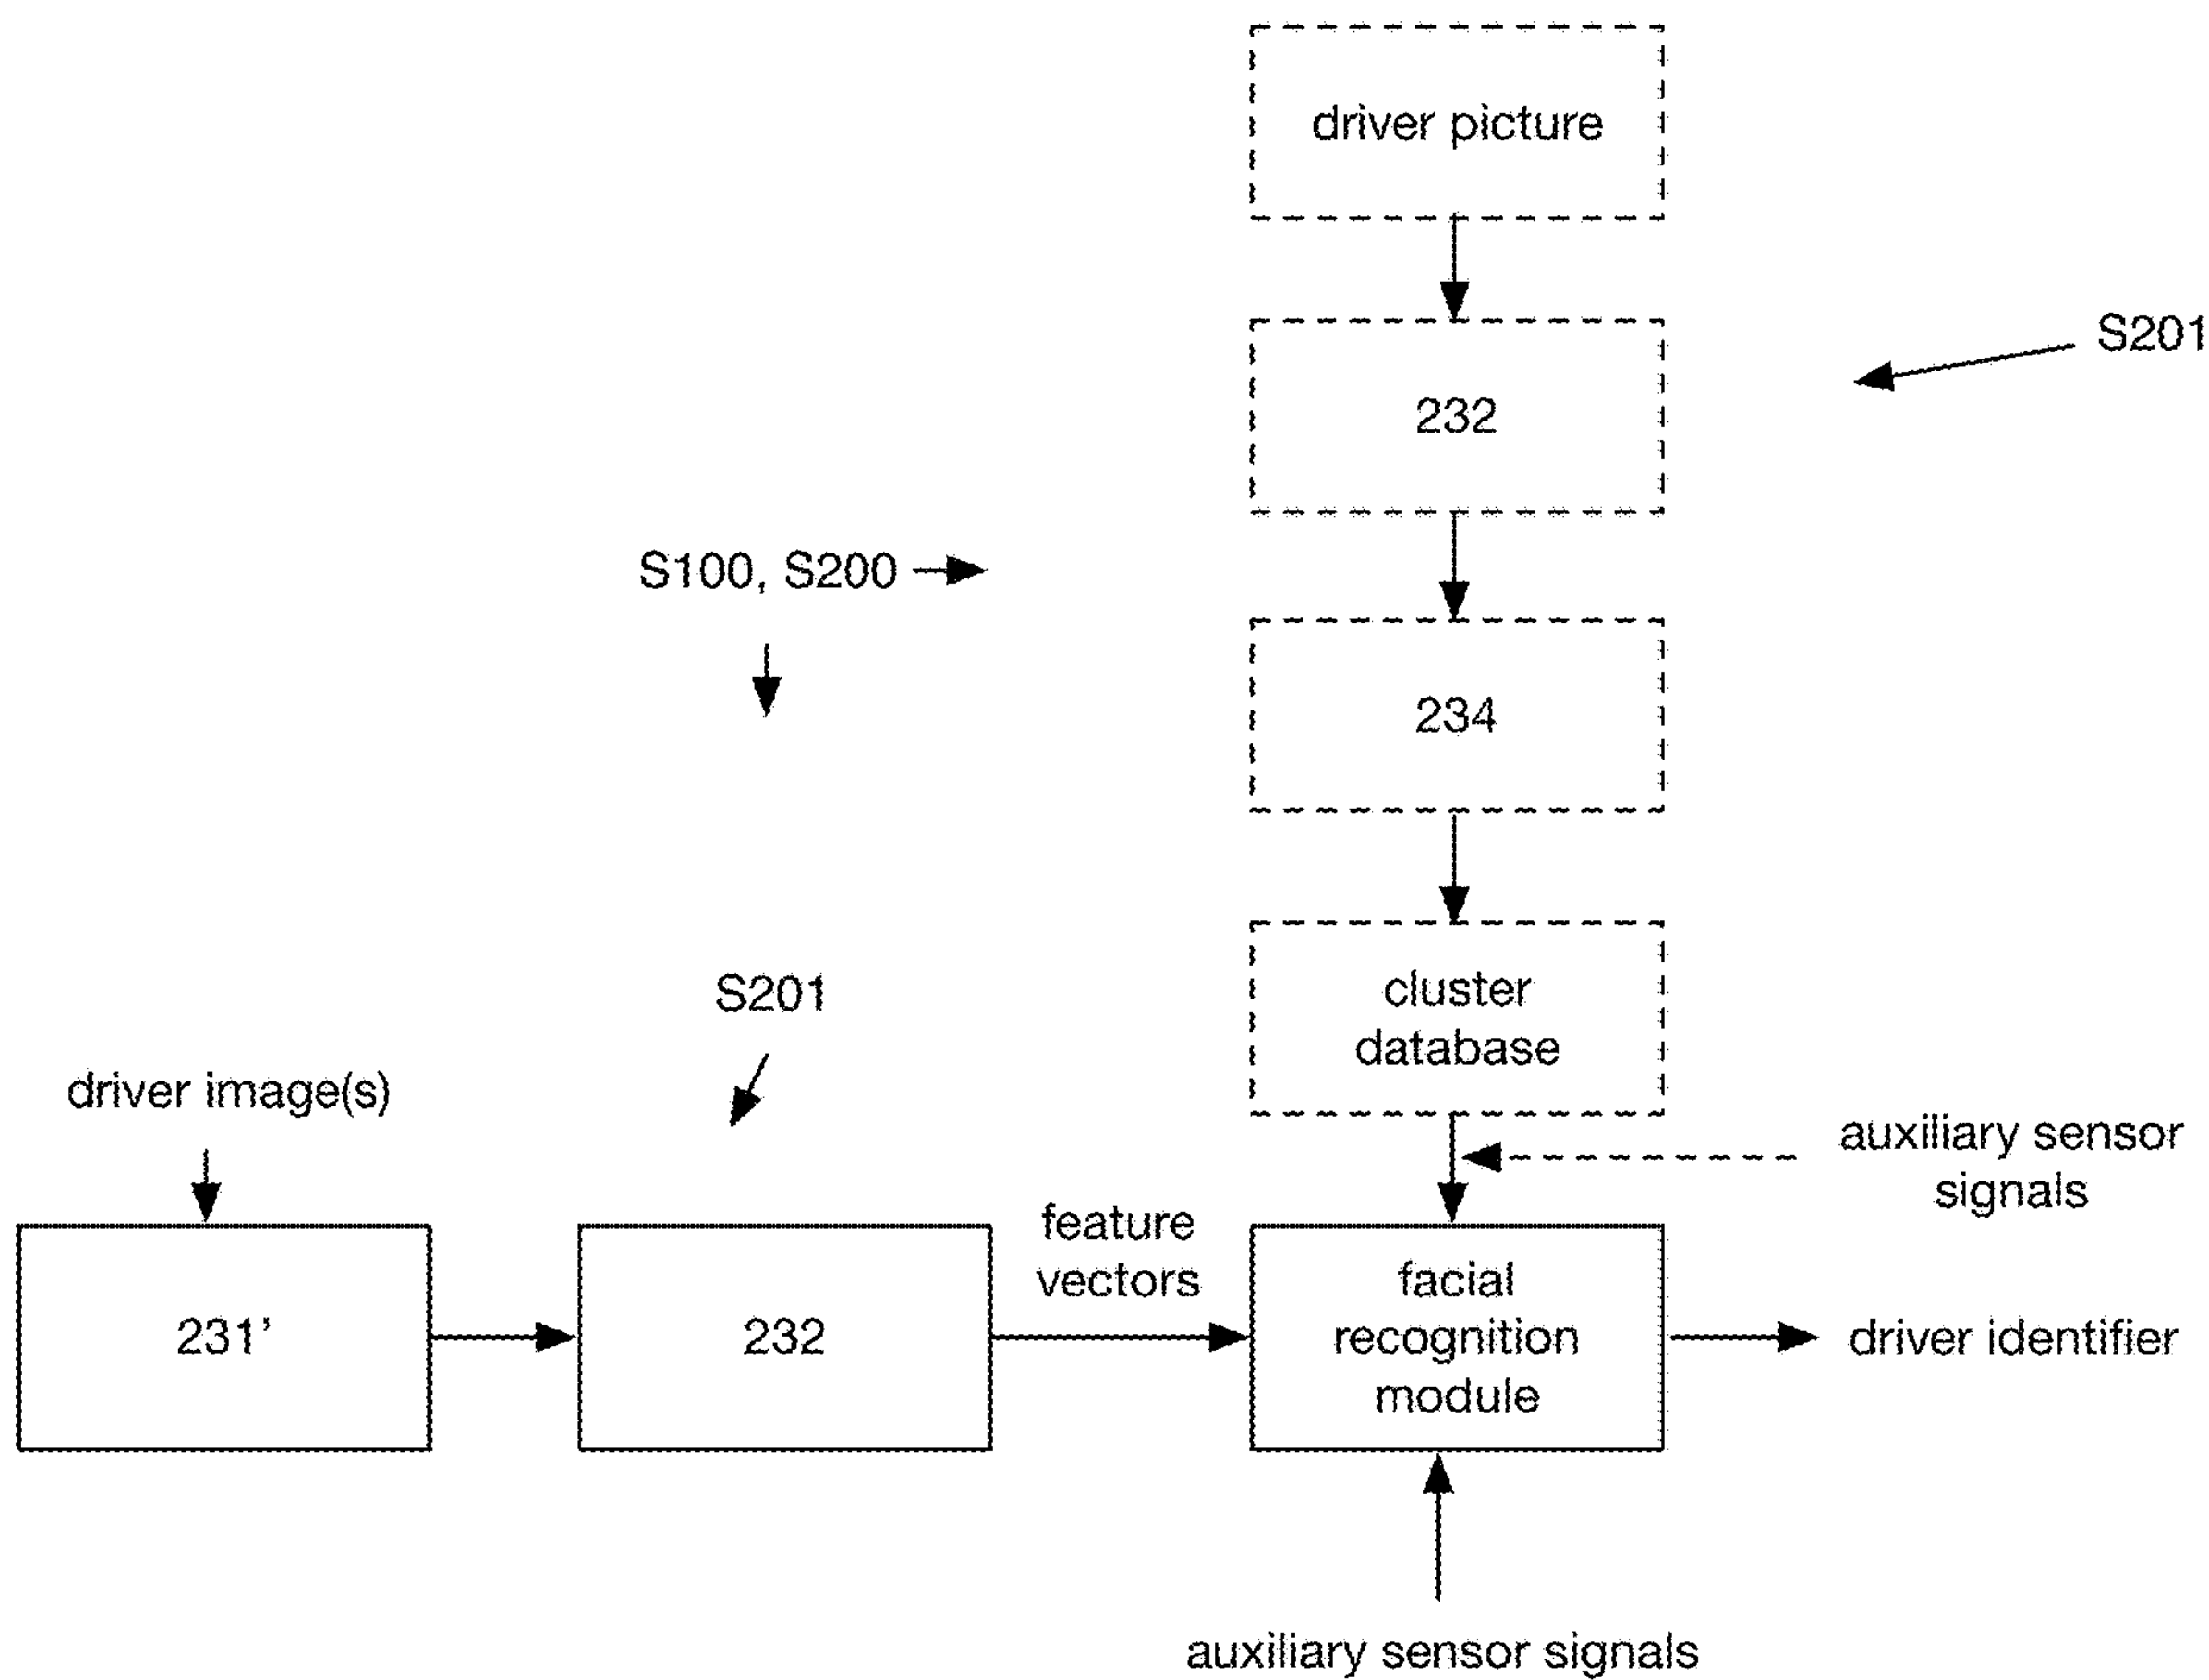 driver picture
232
S201
S100, S200
234
cluster
database
S201
driver image(s)
auxiliary sensor
signals
feature
vectors
231’
232
facial
recognition
module
driver identifier
auxiliary sensor signals